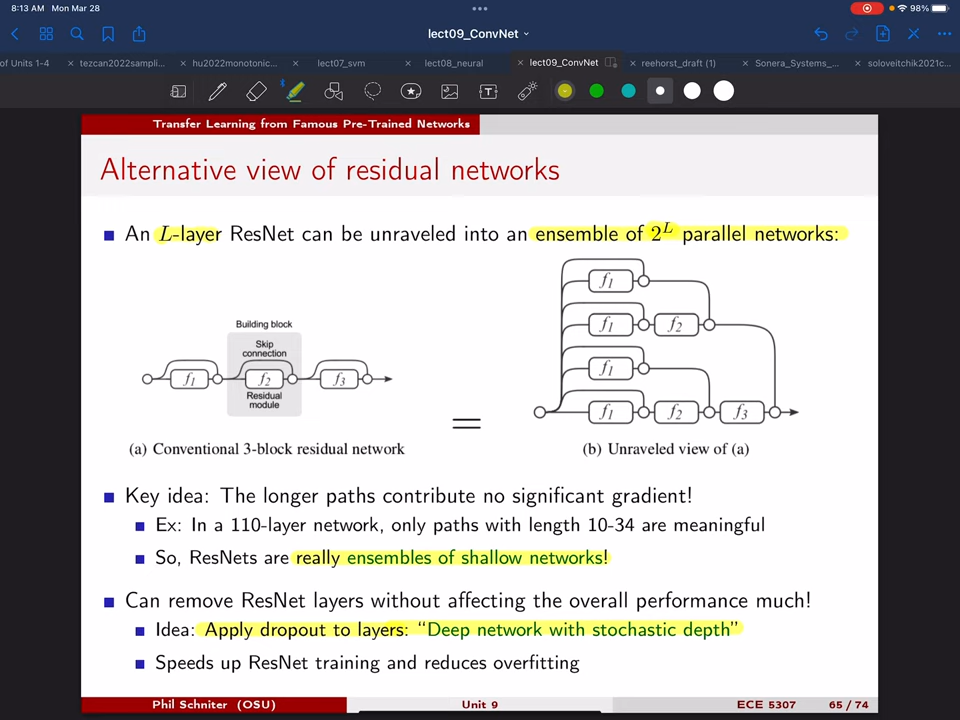 8:13 AM Mon Mar 28
98%
lect09_ConvNet
of Units 1-4
tezcan2022sampli...
hu2022monotonic...
lect07_svm
lect08_neural
lect09_ConvNet
reehorst_draft (1)
Sonera_Systems_...
soloveitchik2021c...
Transfer Learning from Famous Pre-Trained Networks
Alternative view of residual networks
An L-layer ResNet can be unraveled into an ensemble of 2^L parallel networks:
Building block
Skip
connection
f1
f2
f3
Residual
module
(a) Conventional 3-block residual network
=
f1
f1
f2
f1
f1
f2
f3
(b) Unraveled view of (a)
Key idea: The longer paths contribute no significant gradient!
Ex: In a 110-layer network, only paths with length 10-34 are meaningful
So, ResNets are really ensembles of shallow networks!
Can remove ResNet layers without affecting the overall performance much!
Idea: Apply dropout to layers: “Deep network with stochastic depth”
Speeds up ResNet training and reduces overfitting
Phil Schniter (OSU)
Unit 9
ECE 5307
65 / 74